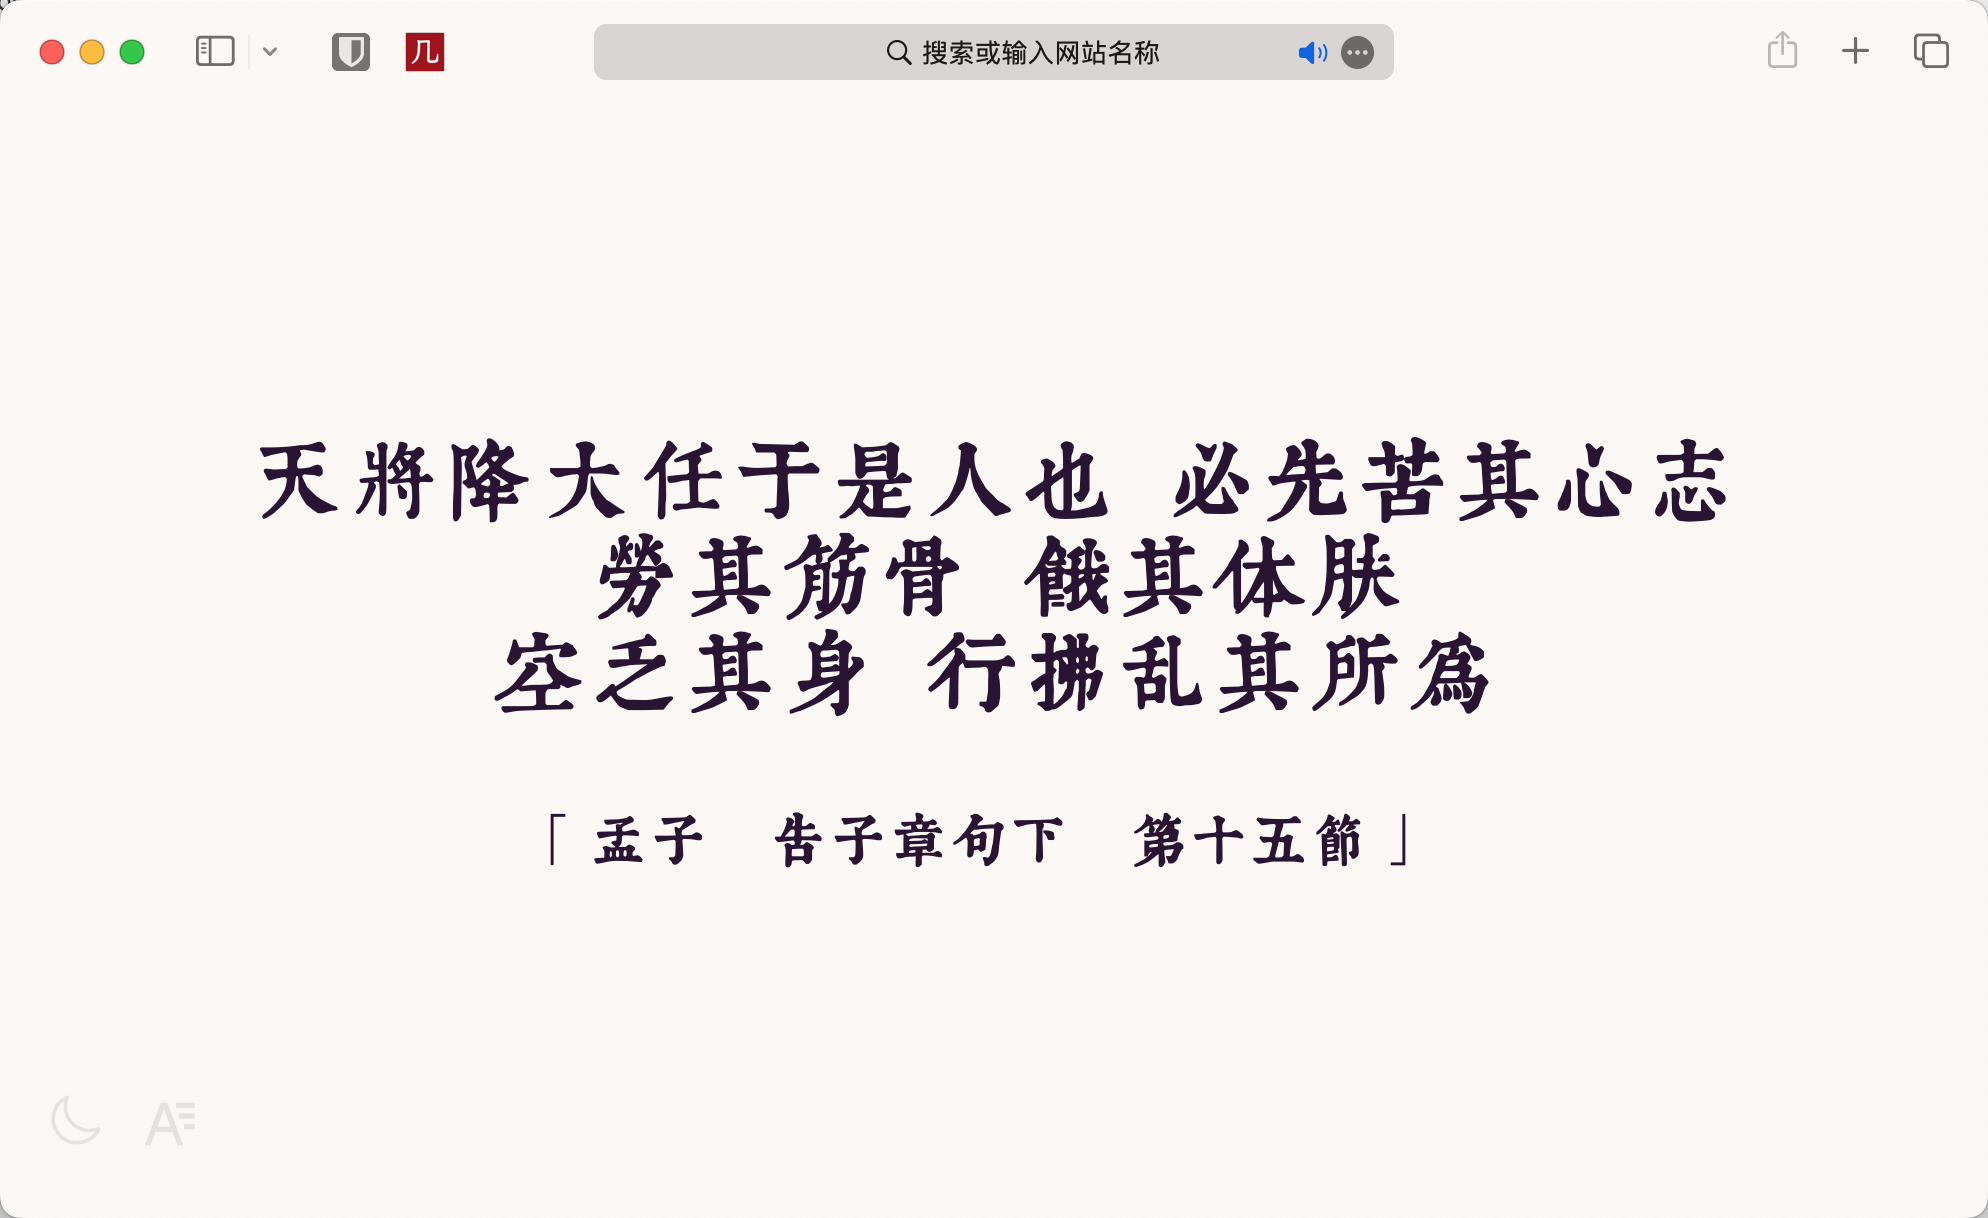 几
搜索或输入网站名称
天將降大任于是人也 必先苦其心志
勞其筋骨 餓其体肤
空乏其身 行拂乱其所爲
「孟子　告子章句下　第十五節」
A